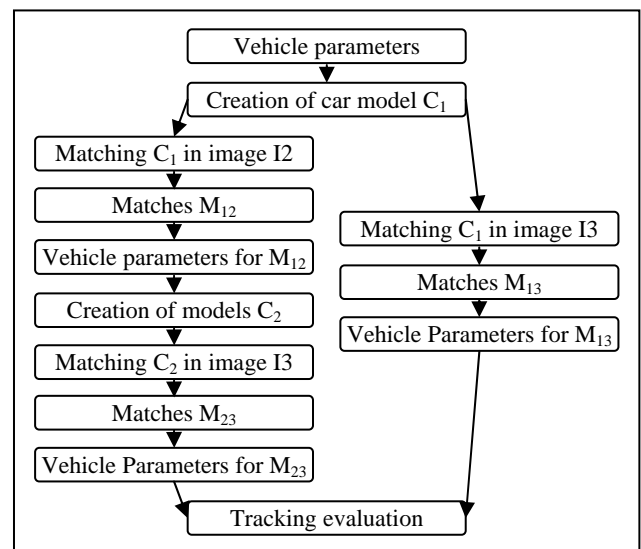 Vehicle parameters
Creation of car model C₁
Matching C₁ in image I2
Matches M₁₂
Vehicle parameters for M₁₂
Creation of models C₂
Matching C₂ in image I3
Matches M₂₃
Vehicle Parameters for M₂₃
Matching C₁ in image I3
Matches M₁₃
Vehicle Parameters for M₁₃
Tracking evaluation